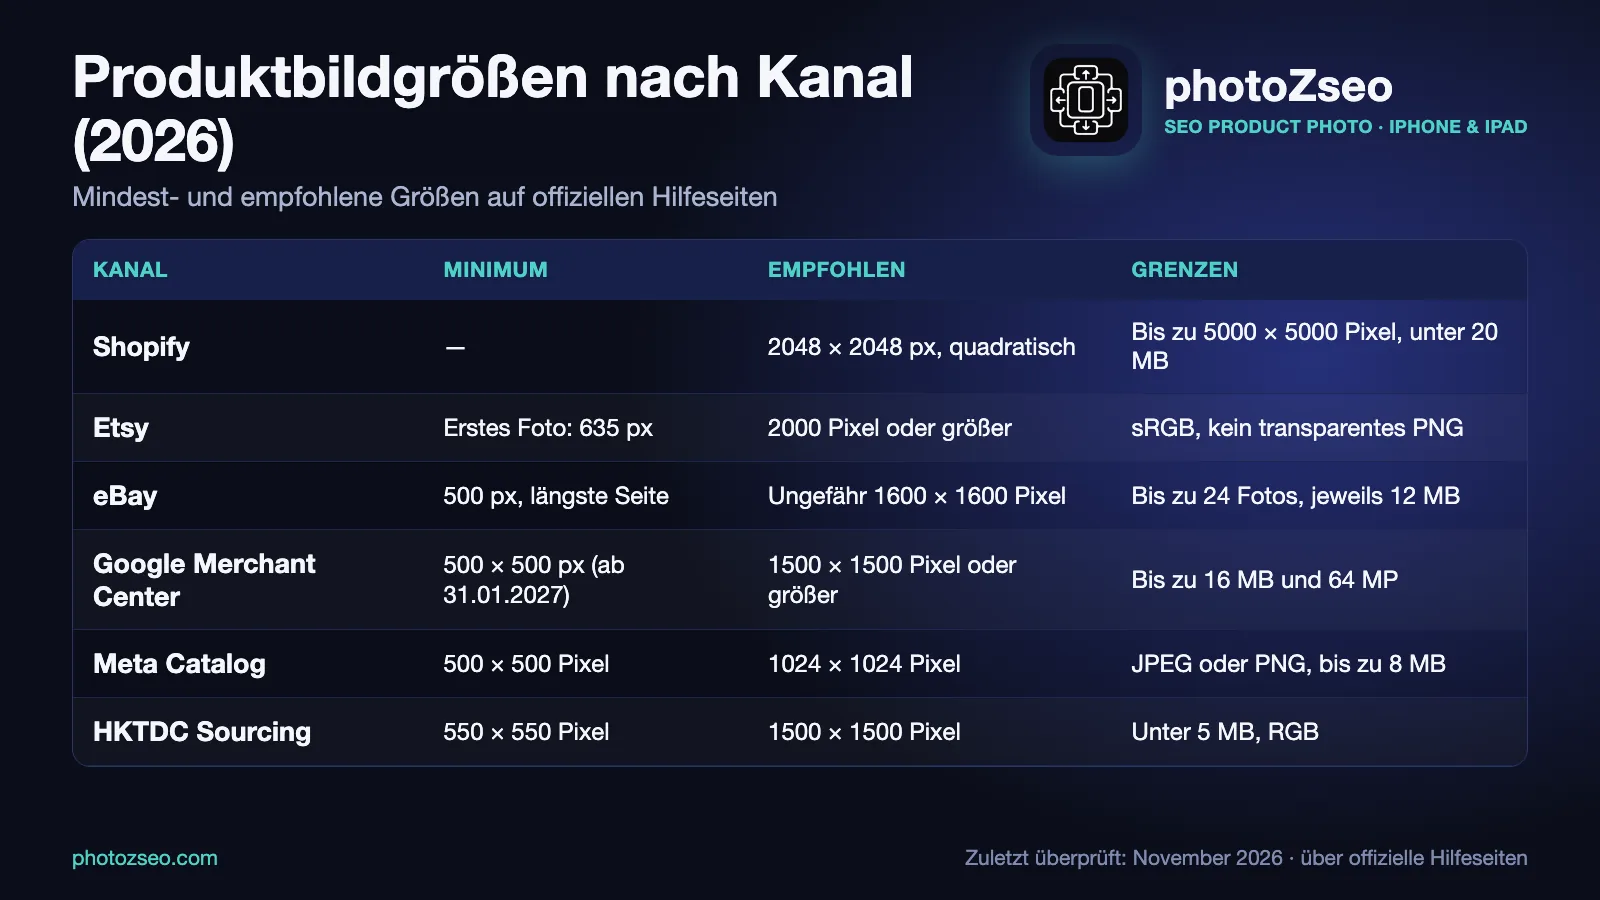 Produktbildgrößen nach Kanal
(2026)
Mindest- und empfohlene Größen auf offiziellen Hilfeseiten
photoZseo
SEO PRODUCT PHOTO · IPHONE & IPAD
KANAL MINIMUM EMPFOHLEN GRENZEN
Shopify — 2048 × 2048 px, quadratisch Bis zu 5000 × 5000 Pixel, unter 20
MB
Etsy Erstes Foto: 635 px 2000 Pixel oder größer sRGB, kein transparentes PNG
eBay 500 px, längste Seite Ungefähr 1600 × 1600 Pixel Bis zu 24 Fotos, jeweils 12 MB
Google Merchant 500 × 500 px (ab 1500 × 1500 Pixel oder Bis zu 16 MB und 64 MP
Center 31.01.2027) größer
Meta Catalog 500 × 500 Pixel 1024 × 1024 Pixel JPEG oder PNG, bis zu 8 MB
HKTDC Sourcing 550 × 550 Pixel 1500 × 1500 Pixel Unter 5 MB, RGB
photozseo.com
Zuletzt überprüft: November 2026 · über offizielle Hilfeseiten